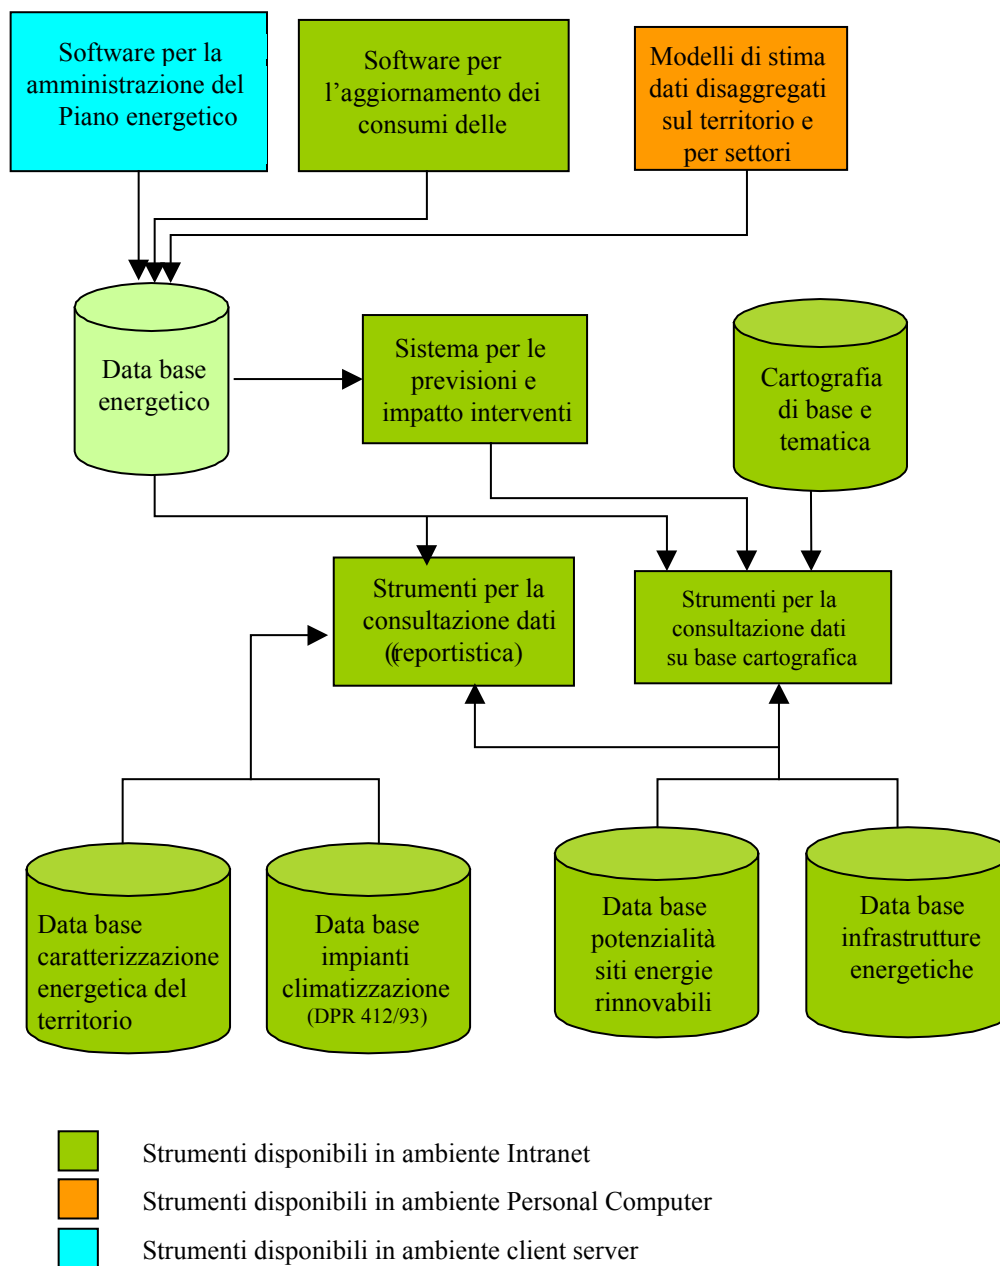 Software per la
amministrazione del
Piano energetico
Software per
l'aggiornamento dei
consumi delle
Modelli di stima
dati disaggregati
sul territorio e
per settori
Data base
energetico
Sistema per le
previsioni e
impatto interventi
Cartografia
di base e
tematica
Strumenti per la
consultazione dati
((reportistica)
Strumenti per la
consultazione dati
su base cartografica
Data base
caratterizzazione
energetica del
territorio
Data base
impianti
climatizzazione
(DPR 412/93)
Data base
potenzialità
siti energie
rinnovabili
Data base
infrastrutture
energetiche
Strumenti disponibili in ambiente Intranet
Strumenti disponibili in ambiente Personal Computer
Strumenti disponibili in ambiente client server